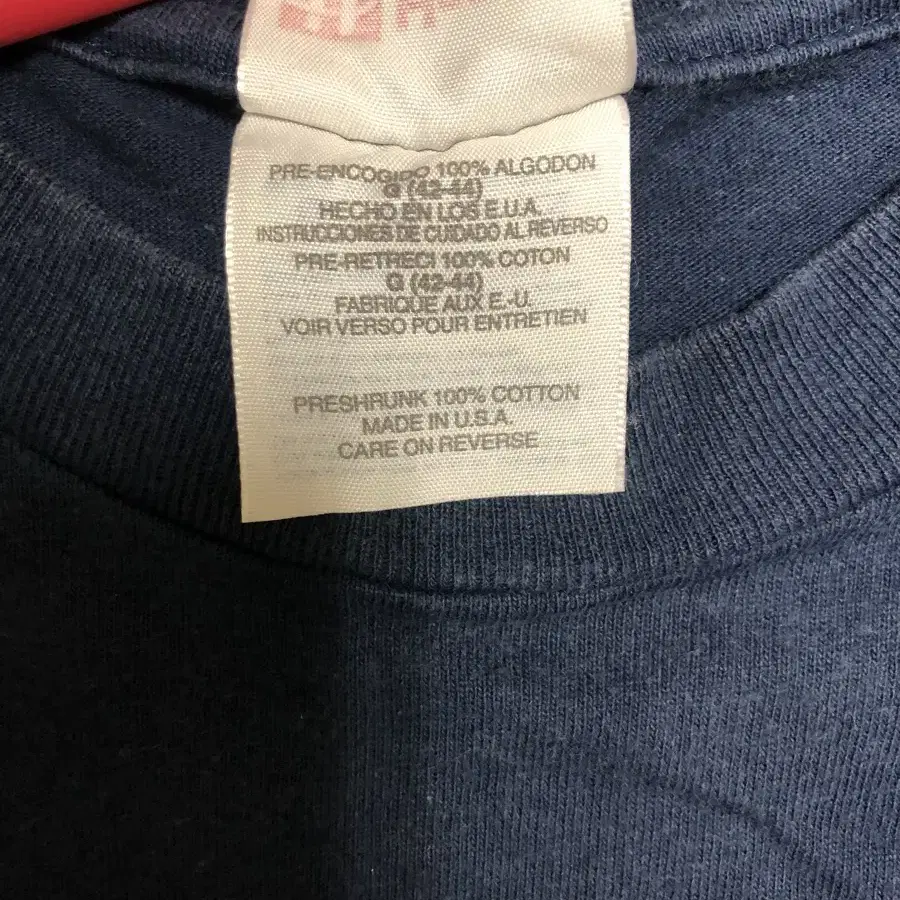 PRE-ENCOGIDO 100% ALGODON
G (42-44)
HECHO EN LOS E.U.A.
INSTRUCCIONES DE CUIDADO AL REVERSO
PRE-RETRECI 100% COTON
G (42-44)
FABRIQUE AUX E.-U.
VOIR VERSO POUR ENTRETIEN
PRESHRUNK 100% COTTON
MADE IN U.S.A.
CARE ON REVERSE